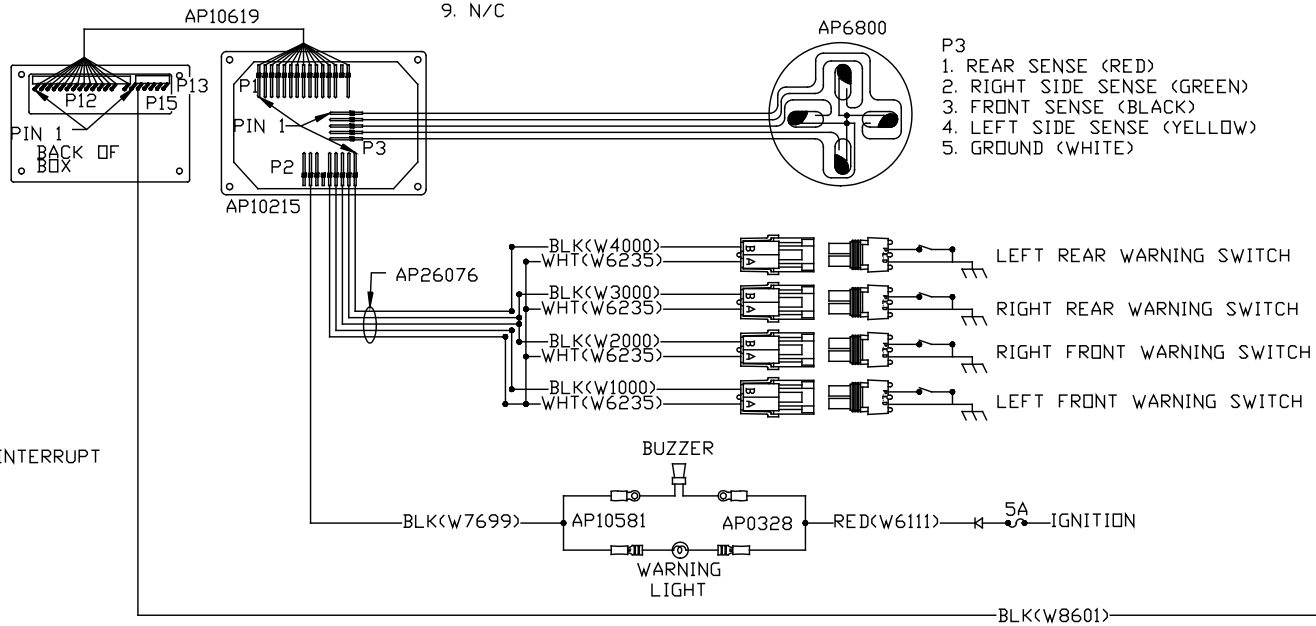 AP10619
9. N/C
AP6800
P3
1. REAR SENSE (RED)
2. RIGHT SIDE SENSE (GREEN)
3. FRONT SENSE (BLACK)
4. LEFT SIDE SENSE (YELLOW)
5. GROUND (WHITE)
P13
P12
P15
PIN 1
BACK OF
BOX
P1
PIN 1
P3
P2
AP10215
AP26076
BLK(W4000)
WHT(W6235)
B
A
LEFT REAR WARNING SWITCH
BLK(W3000)
WHT(W6235)
B
A
RIGHT REAR WARNING SWITCH
BLK(W2000)
WHT(W6235)
B
A
RIGHT FRONT WARNING SWITCH
BLK(W1000)
WHT(W6235)
B
A
LEFT FRONT WARNING SWITCH
INTERRUPT
BUZZER
BLK(W7699)
AP10581
AP0328
RED(W6111)
5A
IGNITION
WARNING
LIGHT
BLK(W8601)